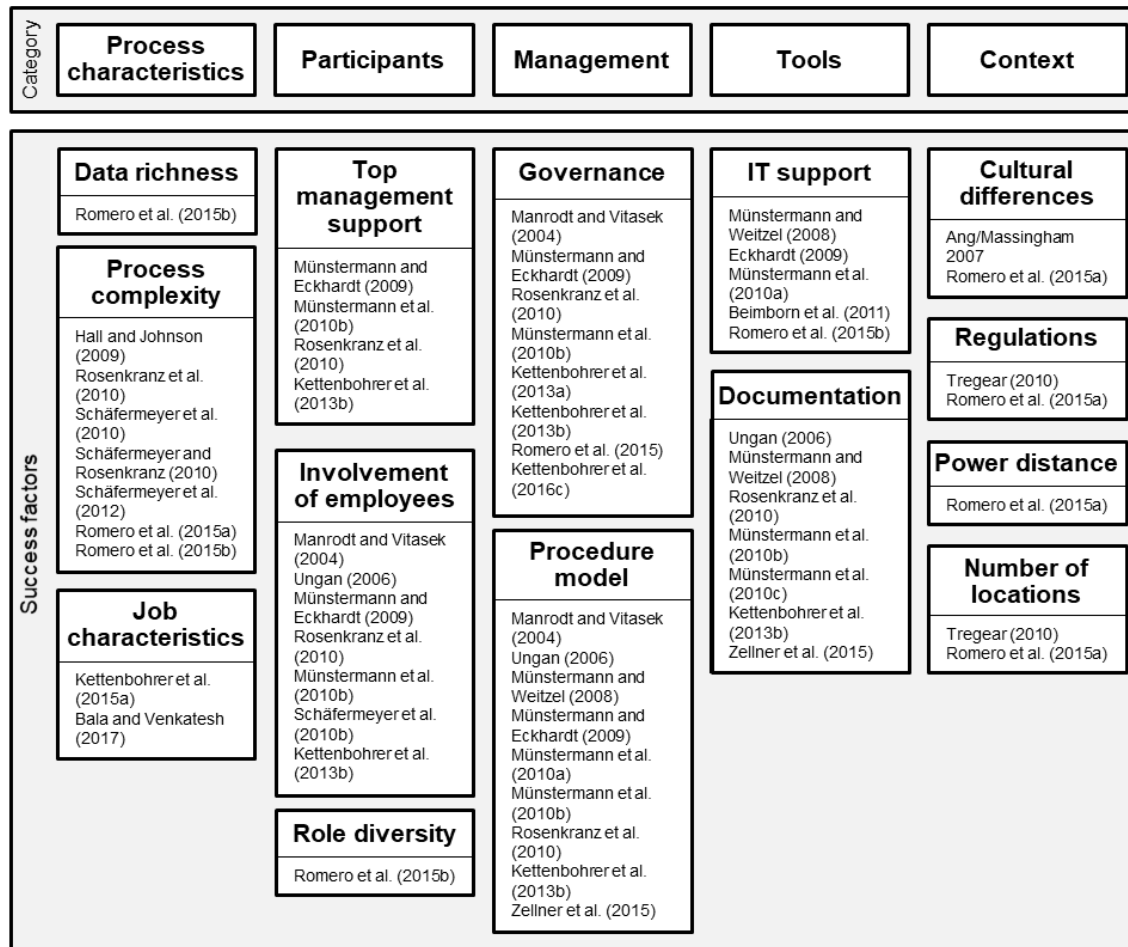 Category
Process
characteristics
Participants
Management
Tools
Context
Success factors
Data richness
Romero et al. (2015b)
Process
complexity
Hall and Johnson
(2009)
Rosenkranz et al.
(2010)
Schäfermeyer et al.
(2010)
Schäfermeyer and
Rosenkranz (2010)
Schäfermeyer et al.
(2012)
Romero et al. (2015a)
Romero et al. (2015b)
Job
characteristics
Kettenbohrer et al.
(2015a)
Bala and Venkatesh
(2017)
Top
management
support
Münstermann and
Eckhardt (2009)
Münstermann et al.
(2010b)
Rosenkranz et al.
(2010)
Kettenbohrer et al.
(2013b)
Involvement
of employees
Manrodt and Vitasek
(2004)
Ungan (2006)
Münstermann and
Eckhardt (2009)
Rosenkranz et al.
(2010)
Münstermann et al.
(2010b)
Schäfermeyer et al.
(2010b)
Kettenbohrer et al.
(2013b)
Role diversity
Romero et al. (2015b)
Governance
Manrodt and Vitasek
(2004)
Münstermann and
Eckhardt (2009)
Rosenkranz et al.
(2010)
Münstermann et al.
(2010b)
Kettenbohrer et al.
(2013a)
Kettenbohrer et al.
(2013b)
Romero et al. (2015)
Kettenbohrer et al.
(2016c)
Procedure
model
Manrodt and Vitasek
(2004)
Ungan (2006)
Münstermann and
Weitzel (2008)
Münstermann and
Eckhardt (2009)
Münstermann et al.
(2010a)
Münstermann et al.
(2010b)
Rosenkranz et al.
(2010)
Kettenbohrer et al.
(2013b)
Zellner et al. (2015)
IT support
Münstermann and
Weitzel (2008)
Eckhardt (2009)
Münstermann et al.
(2010a)
Beimborn et al. (2011)
Romero et al. (2015b)
Documentation
Ungan (2006)
Münstermann and
Weitzel (2008)
Rosenkranz et al.
(2010)
Münstermann et al.
(2010b)
Münstermann et al.
(2010c)
Kettenbohrer et al.
(2013b)
Zellner et al. (2015)
Cultural
differences
Ang/Massingham
2007
Romero et al. (2015a)
Regulations
Tregear (2010)
Romero et al. (2015a)
Power distance
Romero et al. (2015a)
Number of
locations
Tregear (2010)
Romero et al. (2015a)